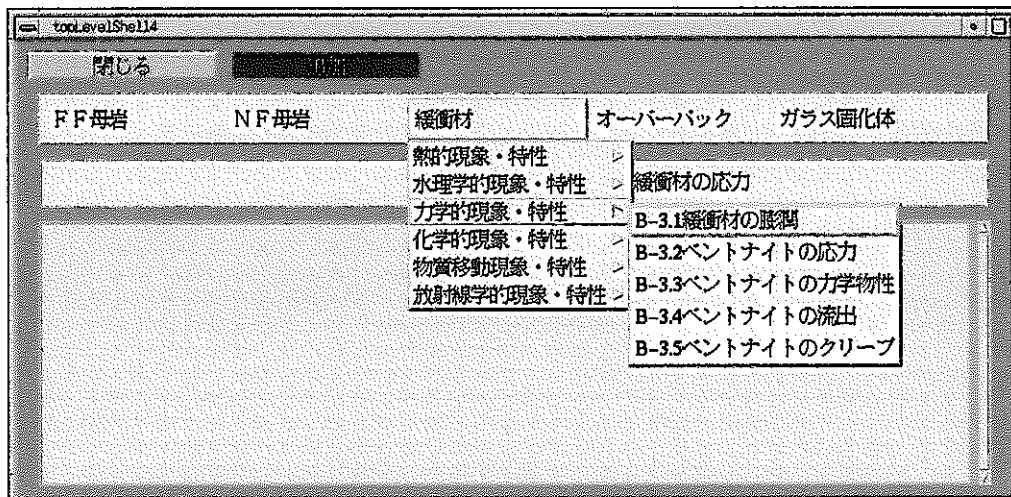 topLevelShell4
閉じる
FF母岩 NF母岩 緩衝材 オーバーパック ガラス固化体
熱的現象・特性
水理学的現象・特性
緩衝材の応力
力学的現象・特性
化学的現象・特性
物質移動現象・特性
放射線学的現象・特性
B-3.1緩衝材の膨潤
B-3.2ベントナイトの応力
B-3.3ベントナイトの力学物性
B-3.4ベントナイトの流出
B-3.5ベントナイトのクリープ